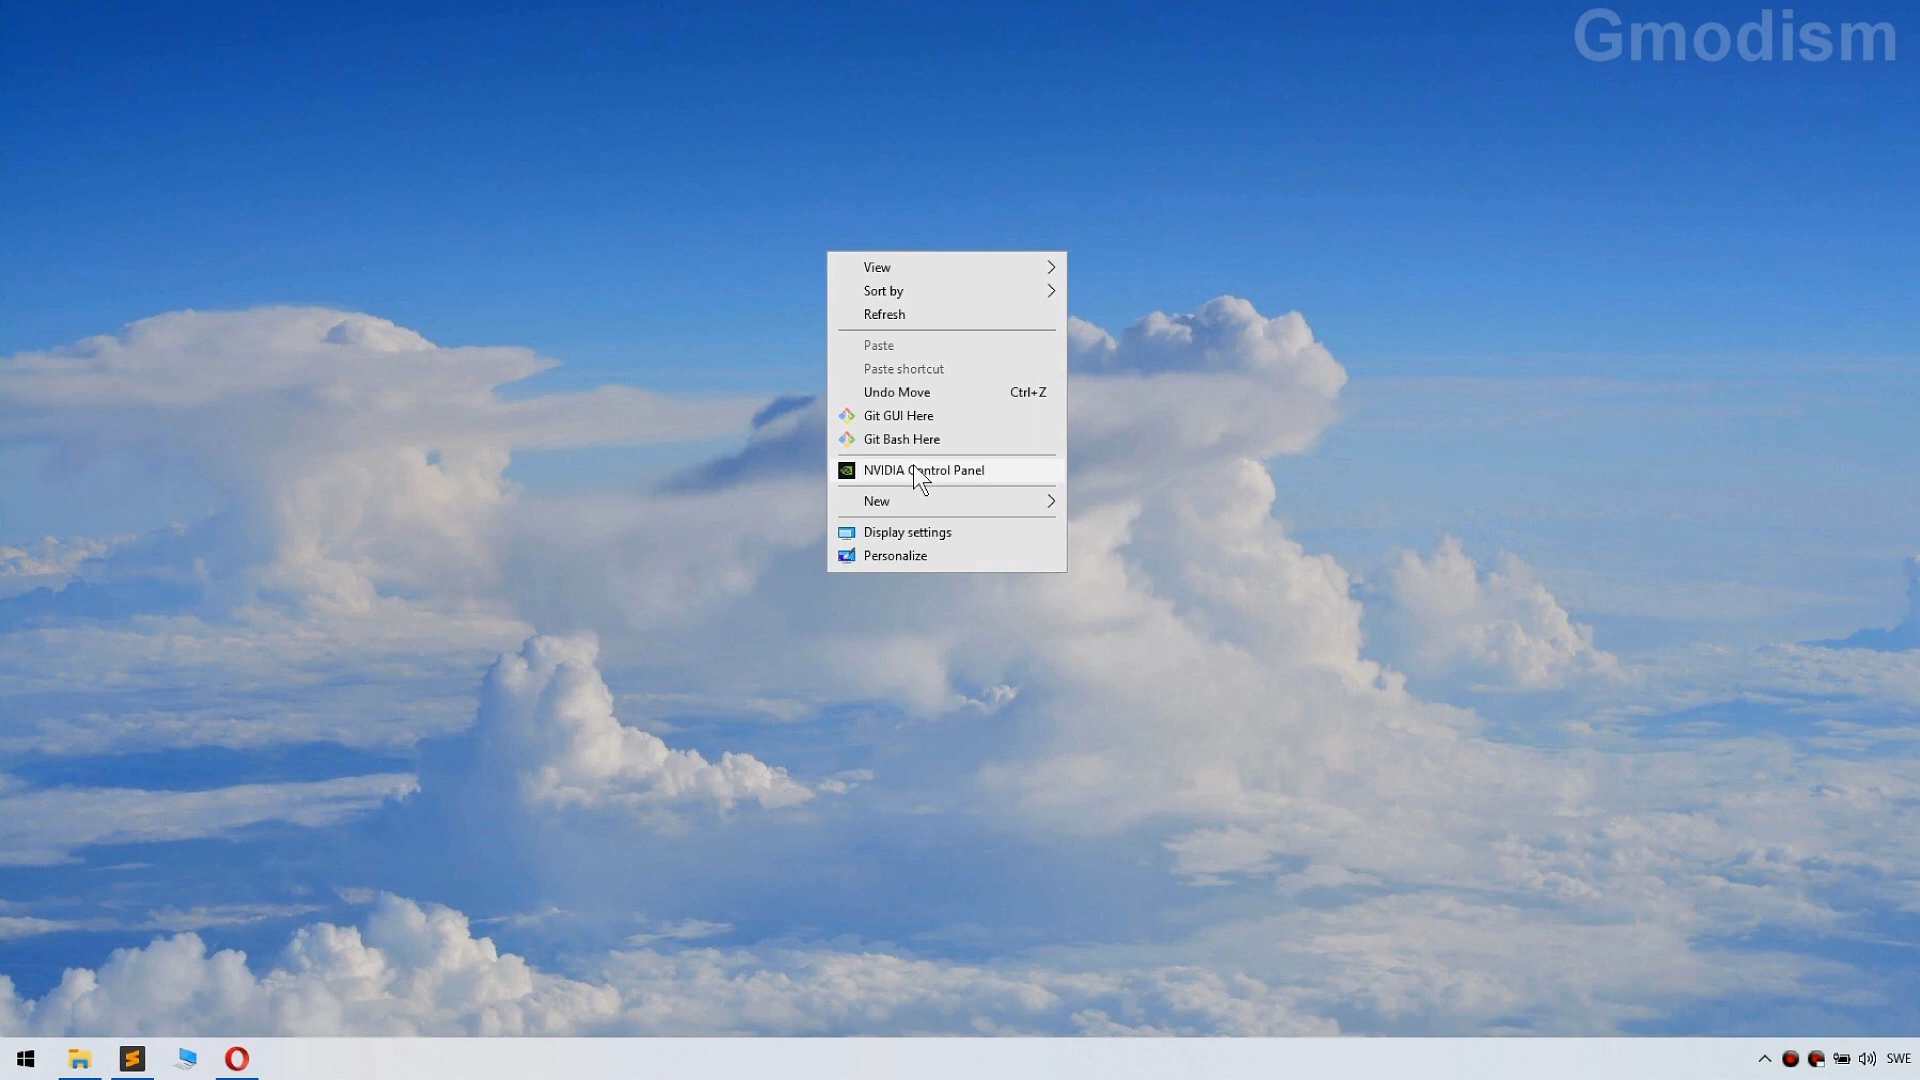 Gmodism
View
Sort by
Refresh
Paste
Paste shortcut
Undo Move Ctrl+Z
Git GUI Here
Git Bash Here
NVIDIA Control Panel
New
Display settings
Personalize
SWE